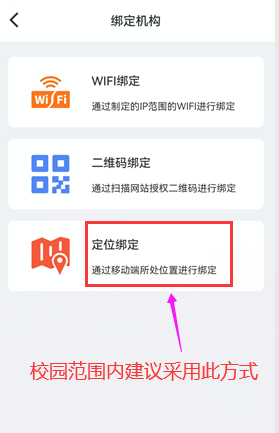 绑定机构
WiFi
WIFI绑定
通过制定的IP范围的WIFI进行绑定
二维码绑定
通过扫描网站授权二维码进行绑定
定位绑定
通过移动端所处位置进行绑定
校园范围内建议采用此方式